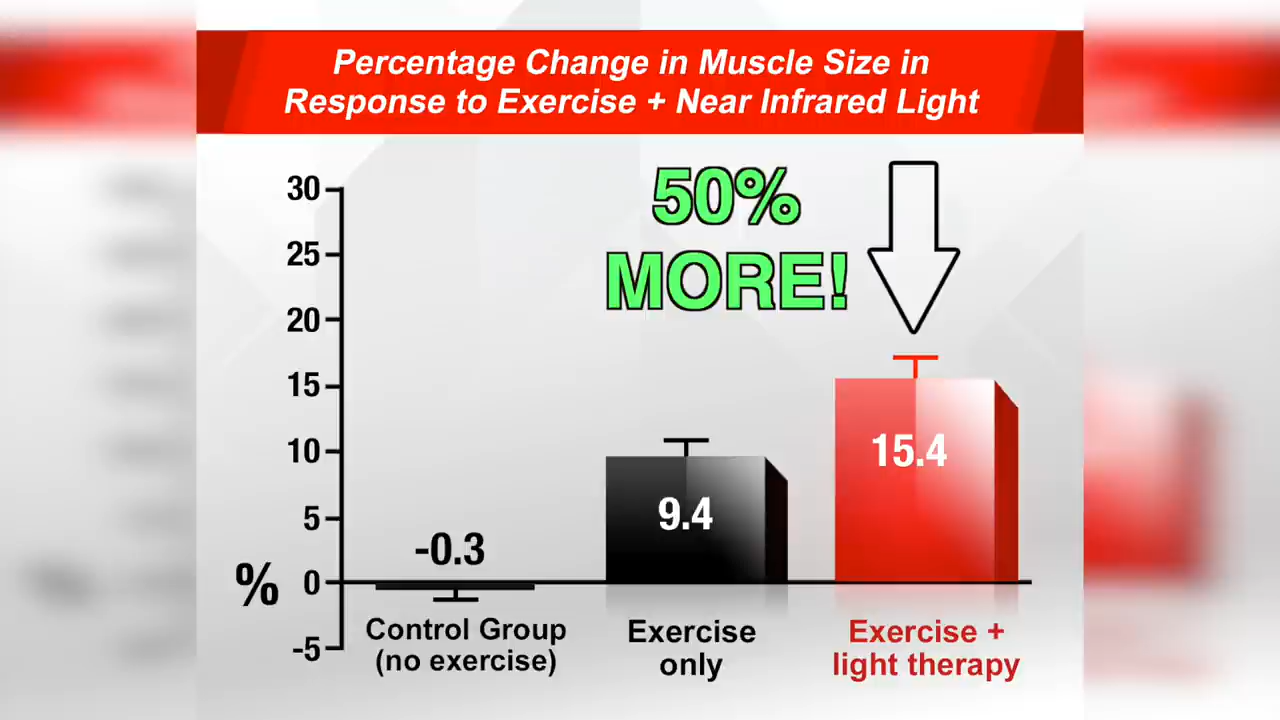 Percentage Change in Muscle Size in
Response to Exercise + Near Infrared Light
50%
MORE!
30
25
20
15
10
5
0
-5
%
-0.3
9.4
15.4
Control Group
(no exercise)
Exercise
only
Exercise +
light therapy